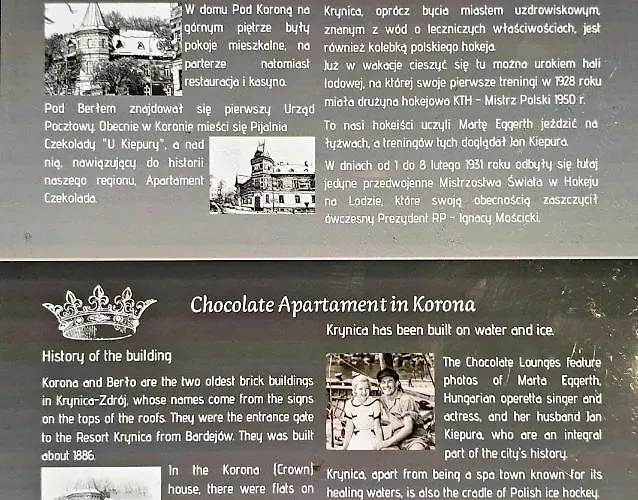 W domu Pod Koroną na
górnym piętrze były
pokoje mieszkalne, na
parterze natomiast
restauracja i kasyno.
Pod Berłem znajdował się pierwszy Urząd
Pocztowy. Obecnie w Koronie mieści się Pijalnia
Czekolady "U Kiepury", a nad
nią, nawiązujący do historii
naszego regionu, Apartament
Czekolada.
Krynica, oprócz bycia miastem uzdrowiskowym,
znanym z wód o leczniczych właściwościach, jest
również kolebką polskiego hokeja.
Już w wakacje cieszyć się tu można urokiem hali
lodowej, na której swoje pierwsze treningi w 1928 roku
miała drużyna hokejowa KTH - Mistrz Polski 1950 r.
To nasi hokeiści uczyli Martę Eggerth jeździć na
łyżwach, a treningów tych doglądał Jan Kiepura.
W dniach od 1 do 8 lutego 1931 roku odbyły się tutaj
jedyne przedwojenne Mistrzostwa Świata w Hokeju
na Lodzie, które swoją obecnością zaszczycił
ówczesny Prezydent RP - Ignacy Mościcki.
Chocolate Apartament in Korona
History of the building
Korona and Berło are the two oldest brick buildings
in Krynica-Zdrój, whose names come from the signs
on the tops of the roofs. They were the entrance gate
to the Resort Krynica from Bardejów. They was built
about 1886.
In the Korona (Crown)
house, there were flats on
Krynica has been built on water and ice.
The Chocolate Lounges feature
photos of Marta Eggerth,
Hungarian operetta singer and
actress, and her husband Jan
Kiepura, who are an integral
part of the city's history.
Krynica, apart from being a spa town known for its
healing waters, is also the cradle of Polish ice hockey.